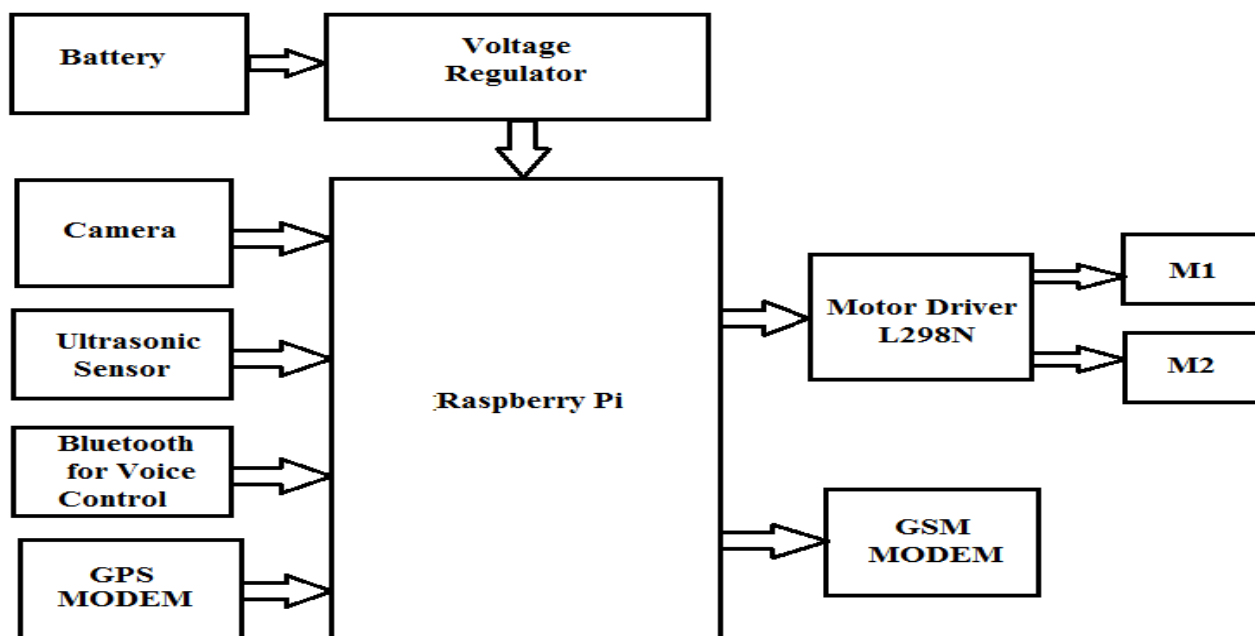 Battery
Voltage
Regulator
Camera
Ultrasonic
Sensor
Bluetooth
for Voice
Control
GPS
MODEM
Raspberry Pi
Motor Driver
L298N
M1
M2
GSM
MODEM